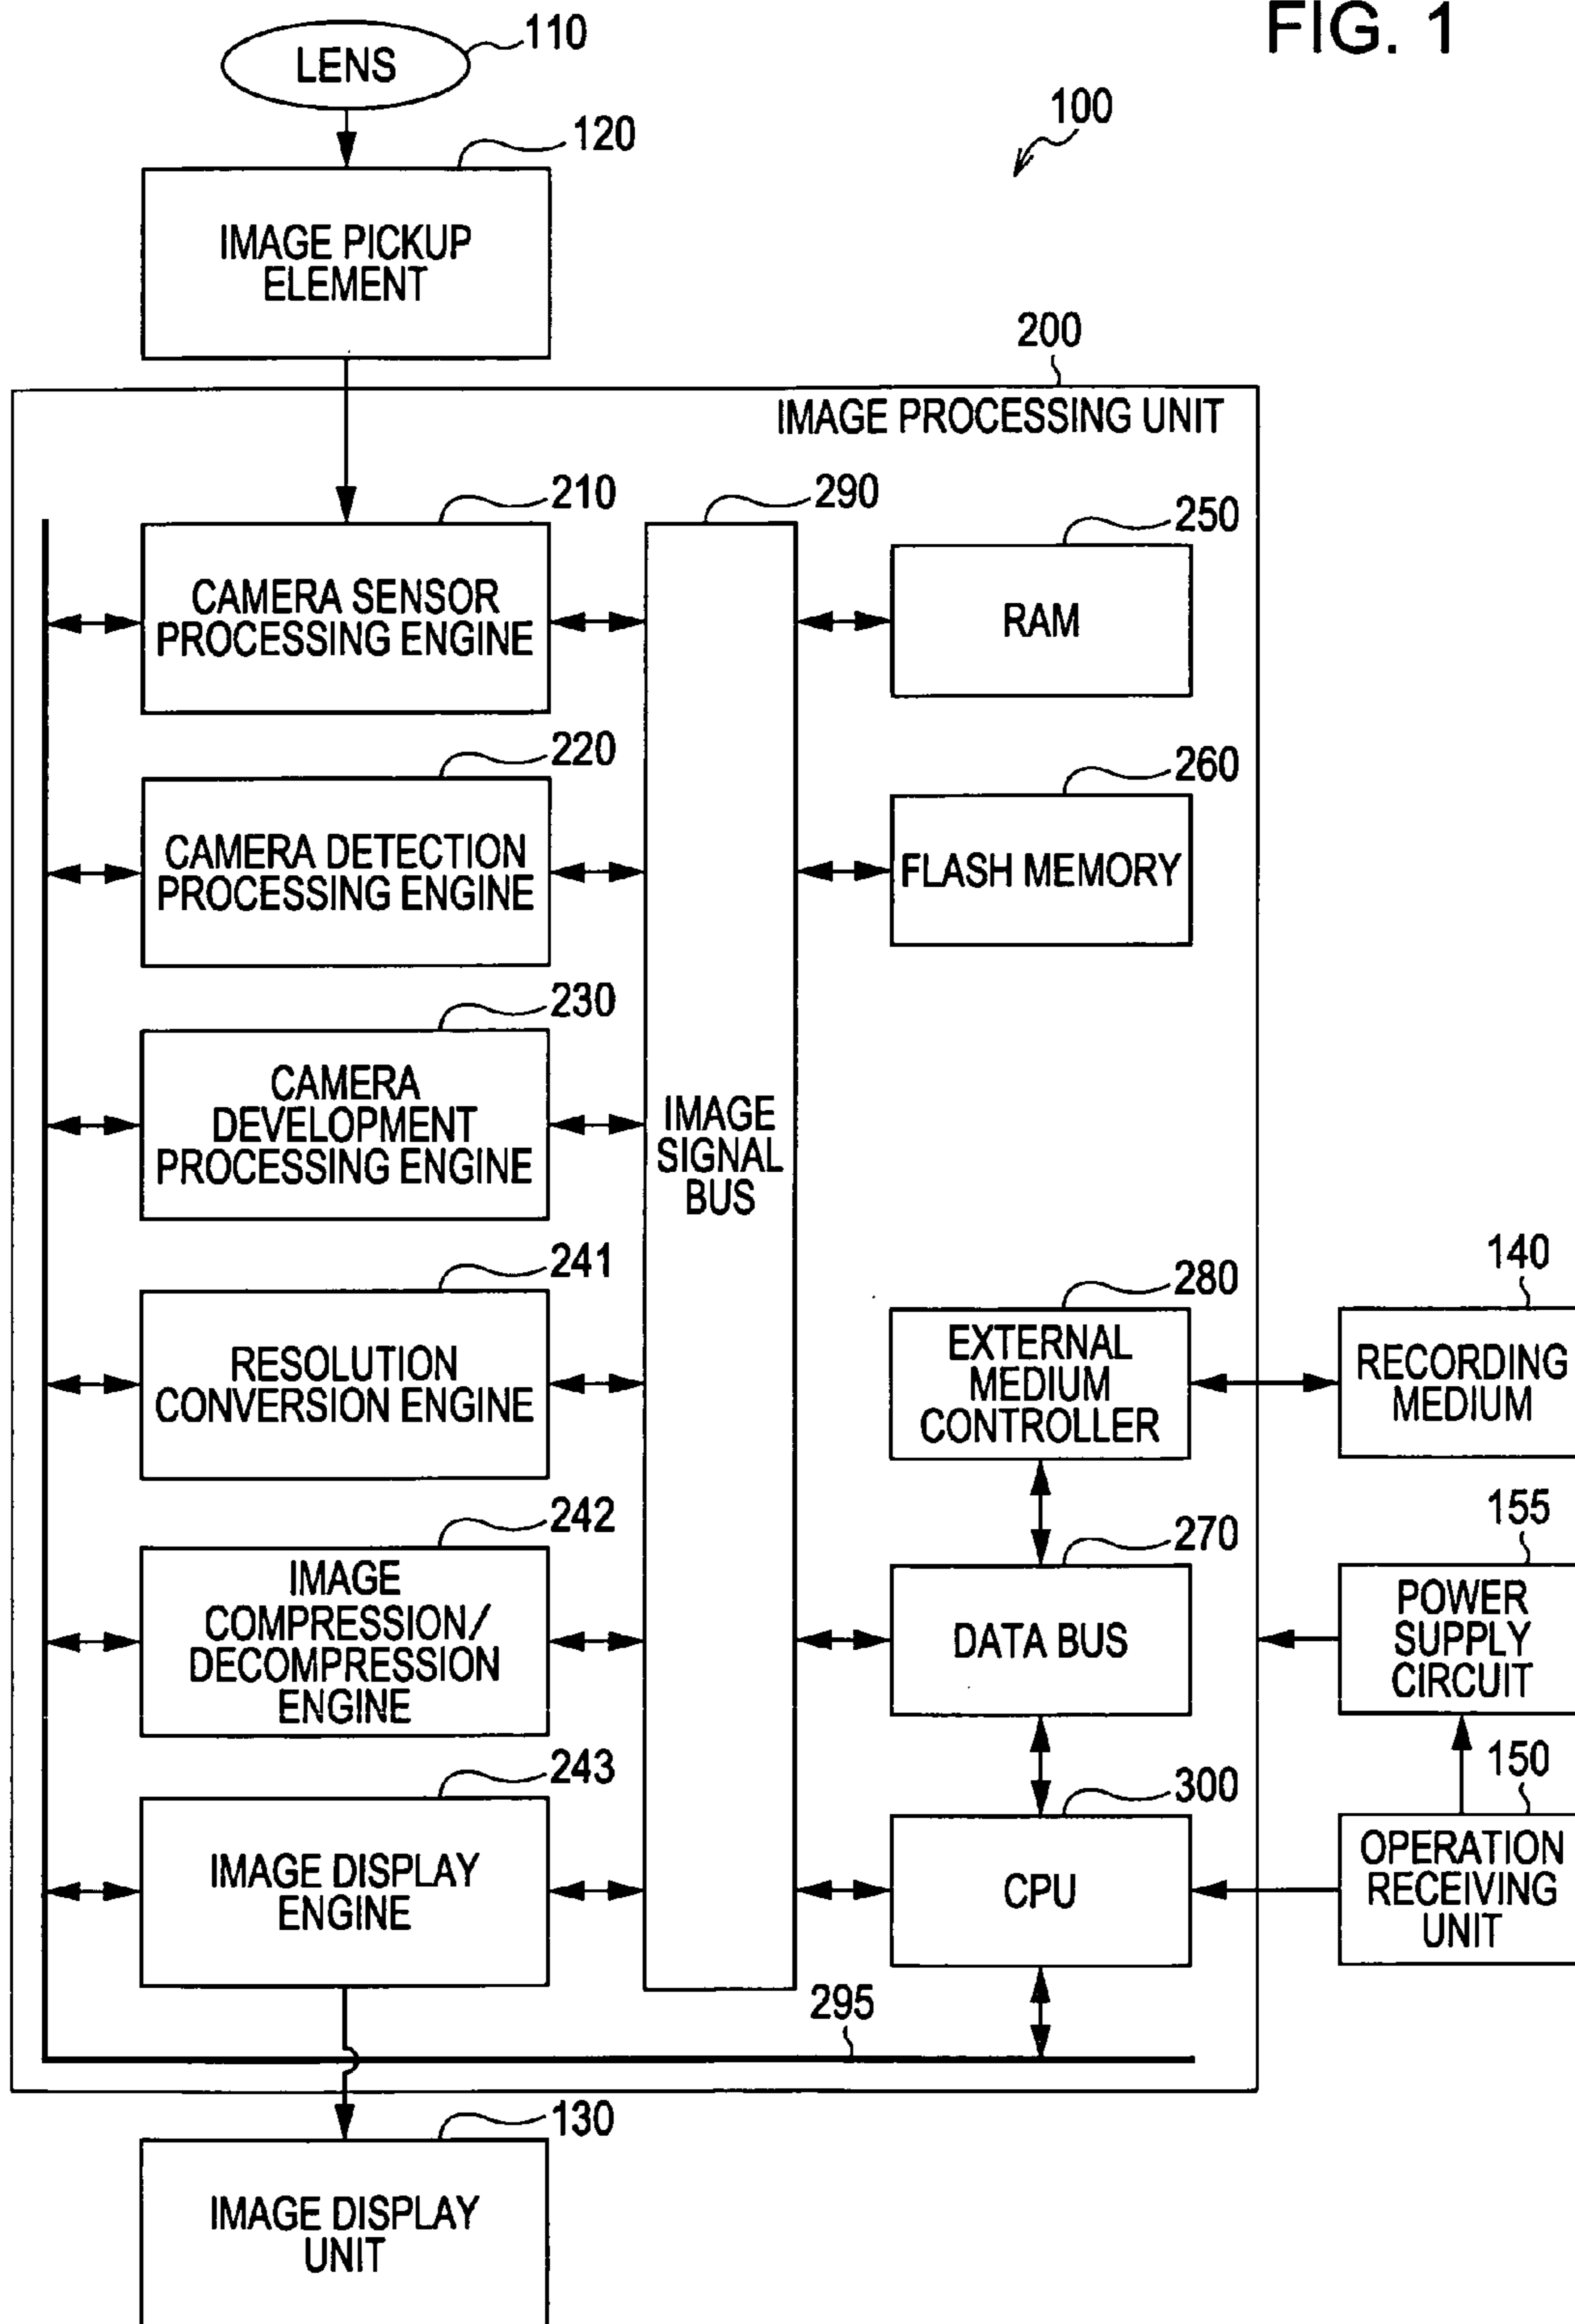 FIG. 1
110
LENS
100
120
IMAGE PICKUP
ELEMENT
200
IMAGE PROCESSING UNIT
210
290
250
CAMERA SENSOR
PROCESSING ENGINE
RAM
220
260
CAMERA DETECTION
PROCESSING ENGINE
FLASH MEMORY
230
CAMERA
DEVELOPMENT
PROCESSING ENGINE
IMAGE
SIGNAL
BUS
241
280
140
RESOLUTION
CONVERSION ENGINE
EXTERNAL
MEDIUM
CONTROLLER
RECORDING
MEDIUM
242
270
155
IMAGE
COMPRESSION/
DECOMPRESSION
ENGINE
DATA BUS
POWER
SUPPLY
CIRCUIT
243
300
150
IMAGE DISPLAY
ENGINE
CPU
OPERATION
RECEIVING
UNIT
295
130
IMAGE DISPLAY
UNIT